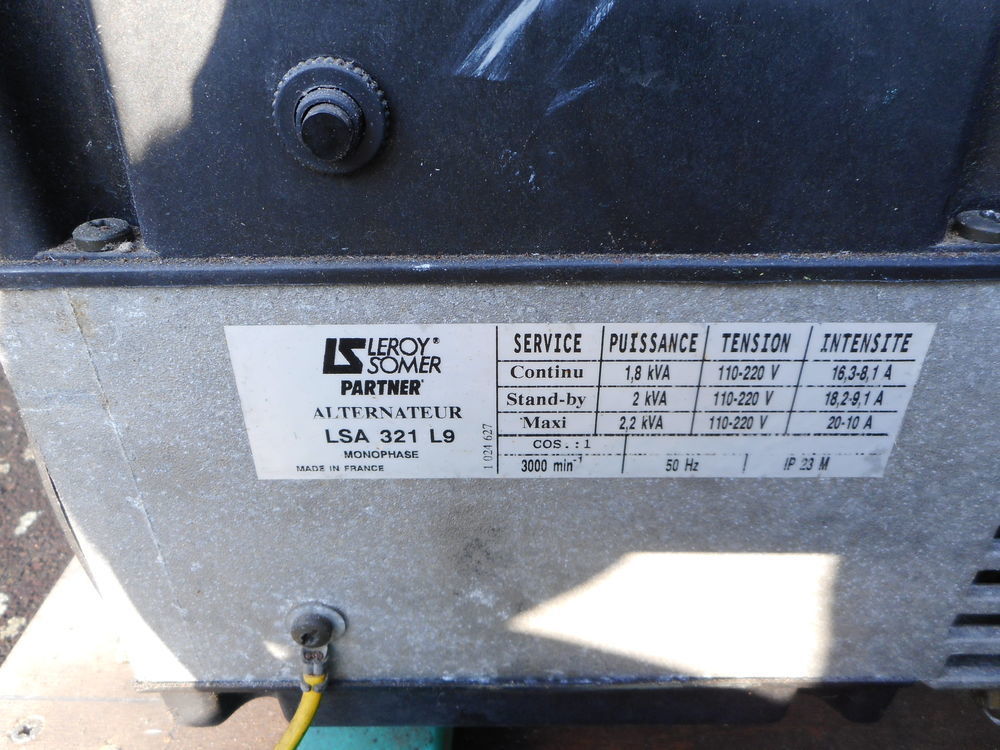 LS LEROY®
SOMER
PARTNER®
ALTERNATEUR
LSA 321 L9
MONOPHASE
MADE IN FRANCE
1 024 627
SERVICE PUISSANCE TENSION INTENSITE
Continu 1,8 kVA 110-220 V 16,3-8,1 A
Stand-by 2 kVA 110-220 V 18,2-9,1 A
Maxi 2,2 kVA 110-220 V 20-10 A
COS.:1
3000 min⁻¹ 50 Hz IP 23 M